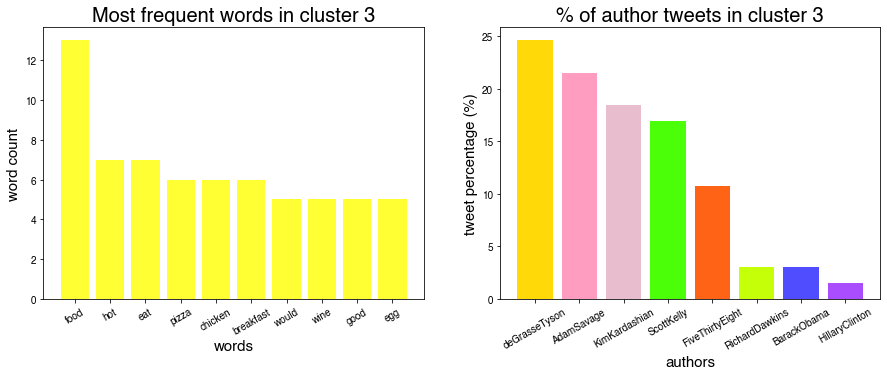 Most frequent words in cluster 3
word count
12
10
8
6
4
2
0
food hot eat pizza chicken breakfast would wine good egg
words
% of author tweets in cluster 3
tweet percentage (%)
25
20
15
10
5
0
deGrasseTyson AdamSavage KimKardashian ScottKelly FiveThirtyEight RichardDawkins BarackObama HillaryClinton
authors